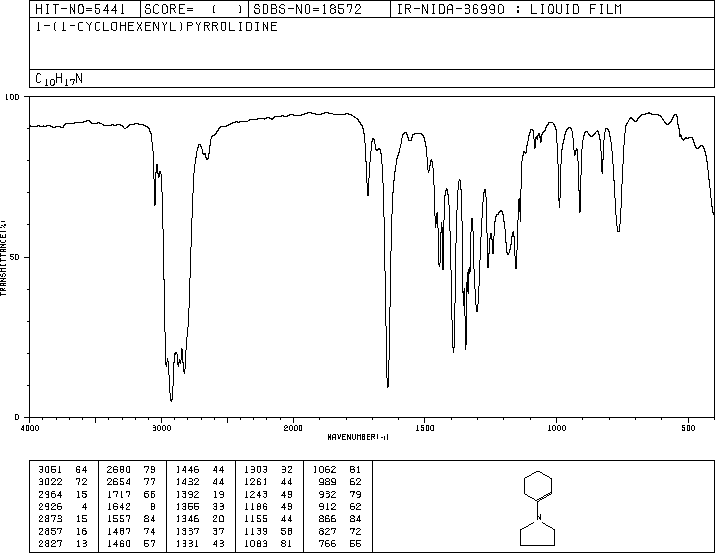 HIT-NO=5441 SCORE= ( ) SDBS-NO=18572 IR-NIDA-36990 : LIQUID FILM
1-(1-CYCLOHEXENYL)PYRROLIDINE
C10H17N
100
50
0
TRANSMITTANCE(%)
4000 3000 2000 1500 1000 500
WAVENUMBER(-1)
3061 64 2680 79 1446 44 1303 32 1062 81
3022 72 2654 77 1432 44 1261 44 989 62
2964 15 1717 66 1392 19 1243 49 932 79
2926 4 1642 8 1355 33 1186 49 912 62
2873 15 1557 84 1346 20 1155 44 866 84
2857 16 1487 74 1337 37 1139 58 827 72
2827 13 1460 57 1331 43 1083 81 766 55
N